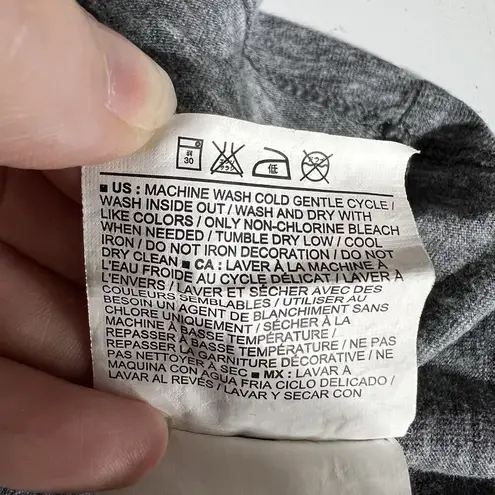 弱
30
低
■ US : MACHINE WASH COLD GENTLE CYCLE /
WASH INSIDE OUT / WASH AND DRY WITH
LIKE COLORS / ONLY NON-CHLORINE BLEACH
WHEN NEEDED / TUMBLE DRY LOW / COOL
IRON / DO NOT IRON DECORATION / DO NOT
DRY CLEAN ■ CA : LAVER À LA MACHINE À
L'EAU FROIDE AU CYCLE DÉLICAT / LAVER À
L'ENVERS / LAVER ET SÉCHER AVEC DES
COULEURS SEMBLABLES / UTILISER AU
BESOIN UN AGENT DE BLANCHIMENT SANS
CHLORE UNIQUEMENT / SÉCHER À LA
MACHINE À BASSE TEMPÉRATURE /
REPASSER À BASSE TEMPÉRATURE / NE PAS
REPASSER LA GARNITURE DÉCORATIVE / NE
PAS NETTOYER À SEC ■ MX : LAVAR A
MAQUINA CON AGUA FRIA CICLO DELICADO /
LAVAR AL REVÉS / LAVAR Y SECAR CON